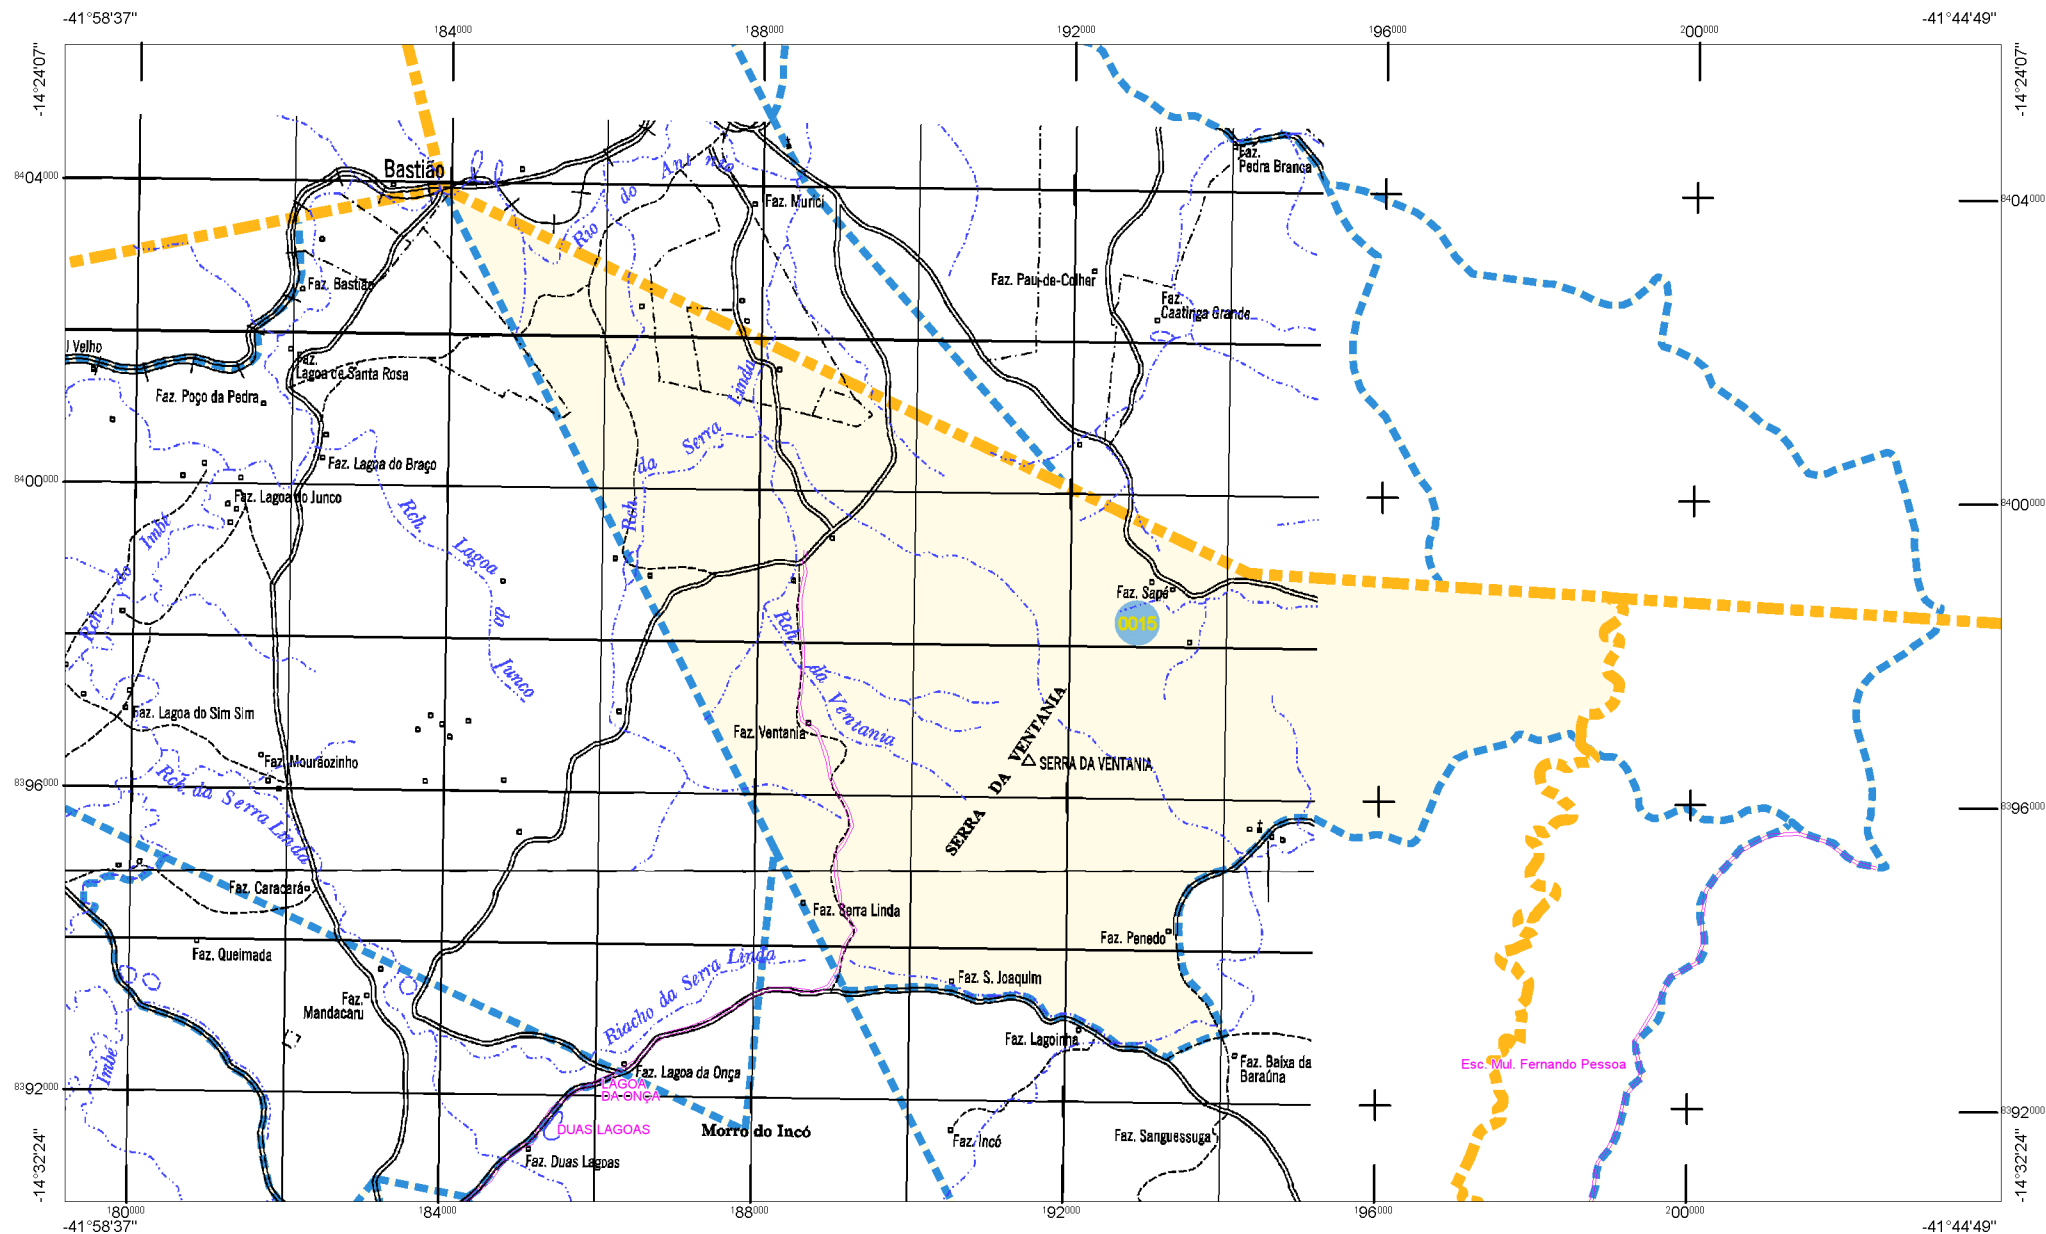 -41°58'37"
-41°44'49"
184000
188000
192000
196000
200000
-14°24'07"
-14°24'07"
Bastião
Rio do Antônio
Faz. Murici
Faz.
Pedra Branca
8404000
8404000
Faz. Bastião
Faz. Pau-de-Colher
Faz.
Caatinga Grande
l Velho
Faz.
Lagoa de Santa Rosa
Faz. Poço da Pedra
Rch. da Serra Linda
Faz. Lagoa do Braço
Faz. Lagoa do Junco
8400000
8400000
Rch. do Imbé
Rch. Lagoa do Junco
Faz. Sapé
0015
Rch. da Ventania
Faz. Lagoa do Sim Sim
Faz. Ventania
SERRA DA VENTANIA
SERRA DA VENTANIA
Faz. Mourãozinho
Rch. da Serra Linda
8396000
8396000
Faz. Caracará
Faz. Serra Linda
Faz. Penedo
Faz. Queimada
Riacho da Serra Linda
Faz. S. Joaquim
Faz.
Mandacaru
Faz. Lagoinha
Imbé
Faz. Baixa da
Baraúna
Esc. Mul. Fernando Pessoa
Faz. Lagoa da Onça
LAGOA
DA ONÇA
8392000
8392000
DUAS LAGOAS
Morro do Incó
Faz. Incó
Faz. Sanguessuga
Faz. Duas Lagoas
-14°32'24"
-14°32'24"
180000
184000
188000
192000
196000
200000
-41°58'37"
-41°44'49"